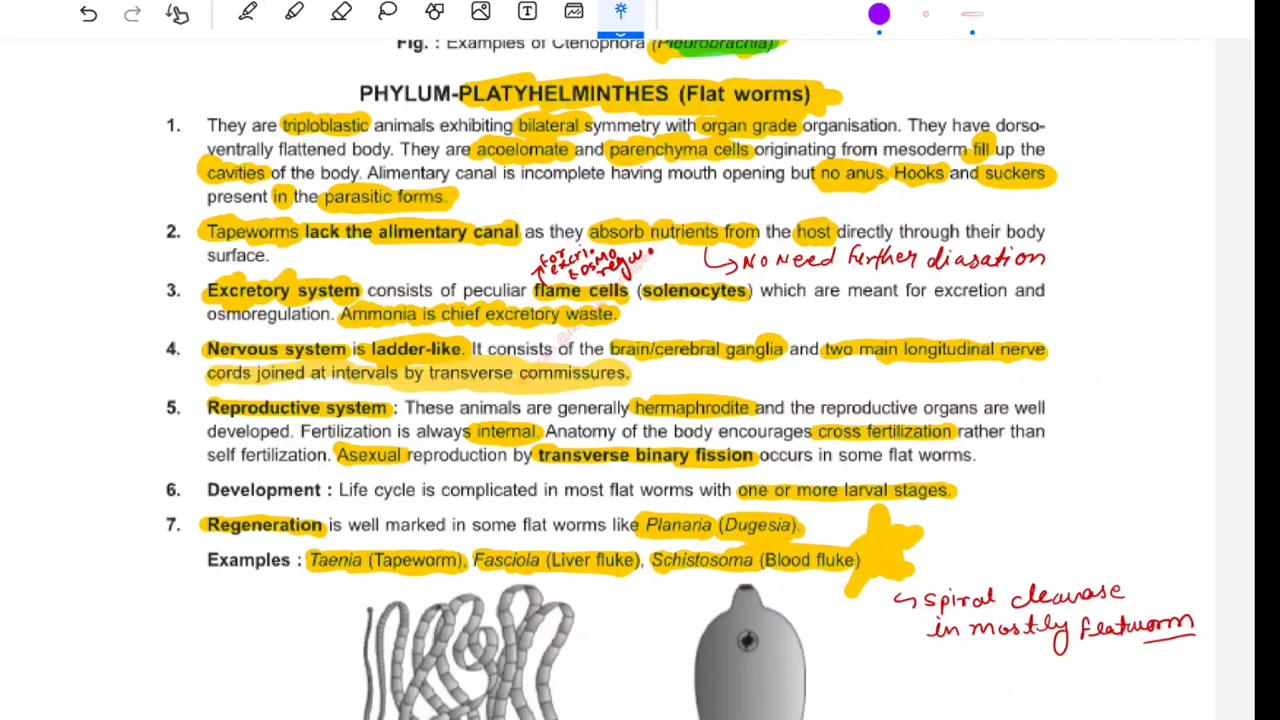 Fig. : Examples of Ctenophora (Pleurobrachia)
PHYLUM-PLATYHELMINTHES (Flat worms)
1. They are triploblastic animals exhibiting bilateral symmetry with organ grade organisation. They have dorso-
ventrally flattened body. They are acoelomate and parenchyma cells originating from mesoderm fill up the
cavities of the body. Alimentary canal is incomplete having mouth opening but no anus. Hooks and suckers
present in the parasitic forms.
2. Tapeworms lack the alimentary canal as they absorb nutrients from the host directly through their body
surface.
No Need further diasation
for
excri.
osmo
regu.
3. Excretory system consists of peculiar flame cells (solenocytes) which are meant for excretion and
osmoregulation. Ammonia is chief excretory waste.
4. Nervous system is ladder-like. It consists of the brain/cerebral ganglia and two main longitudinal nerve
cords joined at intervals by transverse commissures.
5. Reproductive system : These animals are generally hermaphrodite and the reproductive organs are well
developed. Fertilization is always internal. Anatomy of the body encourages cross fertilization rather than
self fertilization. Asexual reproduction by transverse binary fission occurs in some flat worms.
6. Development : Life cycle is complicated in most flat worms with one or more larval stages.
7. Regeneration is well marked in some flat worms like Planaria (Dugesia).
Examples : Taenia (Tapeworm), Fasciola (Liver fluke), Schistosoma (Blood fluke)
spiral clevase
in mostly flatworm